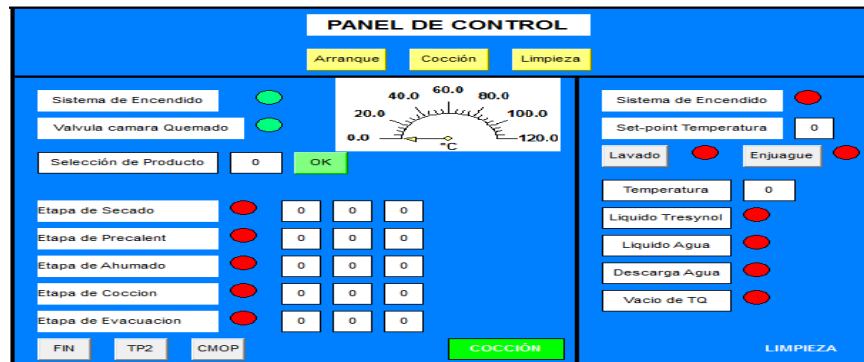 PANEL DE CONTROL
Arranque Cocción Limpieza
Sistema de Encendido
Valvula camara Quemado
0.0 20.0 40.0 60.0 80.0 100.0 120.0
°C
Selección de Producto 0 OK
Etapa de Secado 0 0 0
Etapa de Precalent 0 0 0
Etapa de Ahumado 0 0 0
Etapa de Coccion 0 0 0
Etapa de Evacuacion 0 0 0
FIN TP2 CMOP COCCIÓN
Sistema de Encendido
Set-point Temperatura 0
Lavado Enjuague
Temperatura 0
Liquido Tresynol
Liquido Agua
Descarga Agua
Vacio de TQ
LIMPIEZA